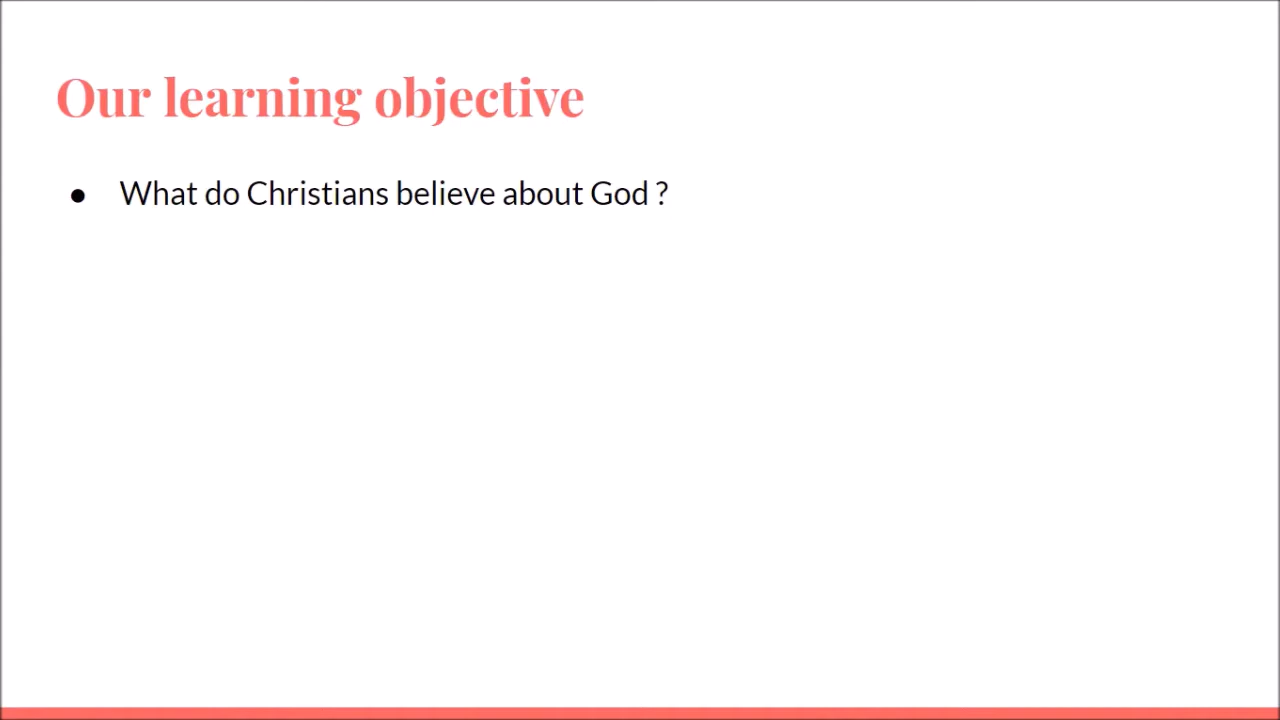 Our learning objective
● What do Christians believe about God ?